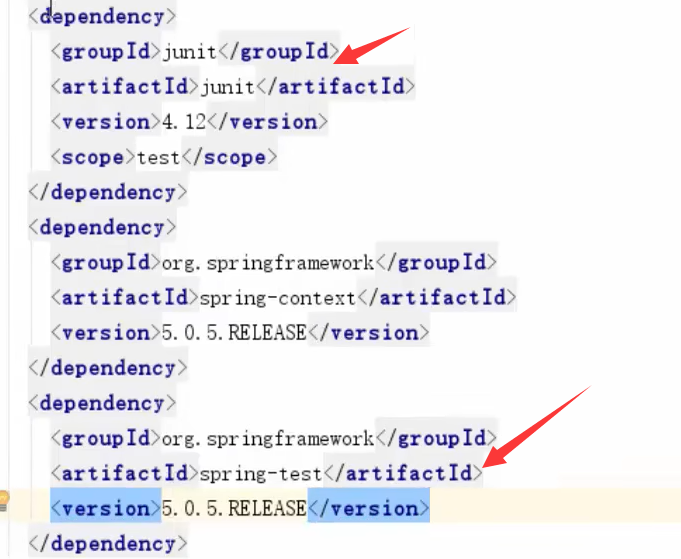 <dependency>
<groupId>junit</groupId>
<artifactId>junit</artifactId>
<version>4.12</version>
<scope>test</scope>
</dependency>
<dependency>
<groupId>org.springframework</groupId>
<artifactId>spring-context</artifactId>
<version>5.0.5.RELEASE</version>
</dependency>
<dependency>
<groupId>org.springframework</groupId>
<artifactId>spring-test</artifactId>
<version>5.0.5.RELEASE</version>
</dependency>